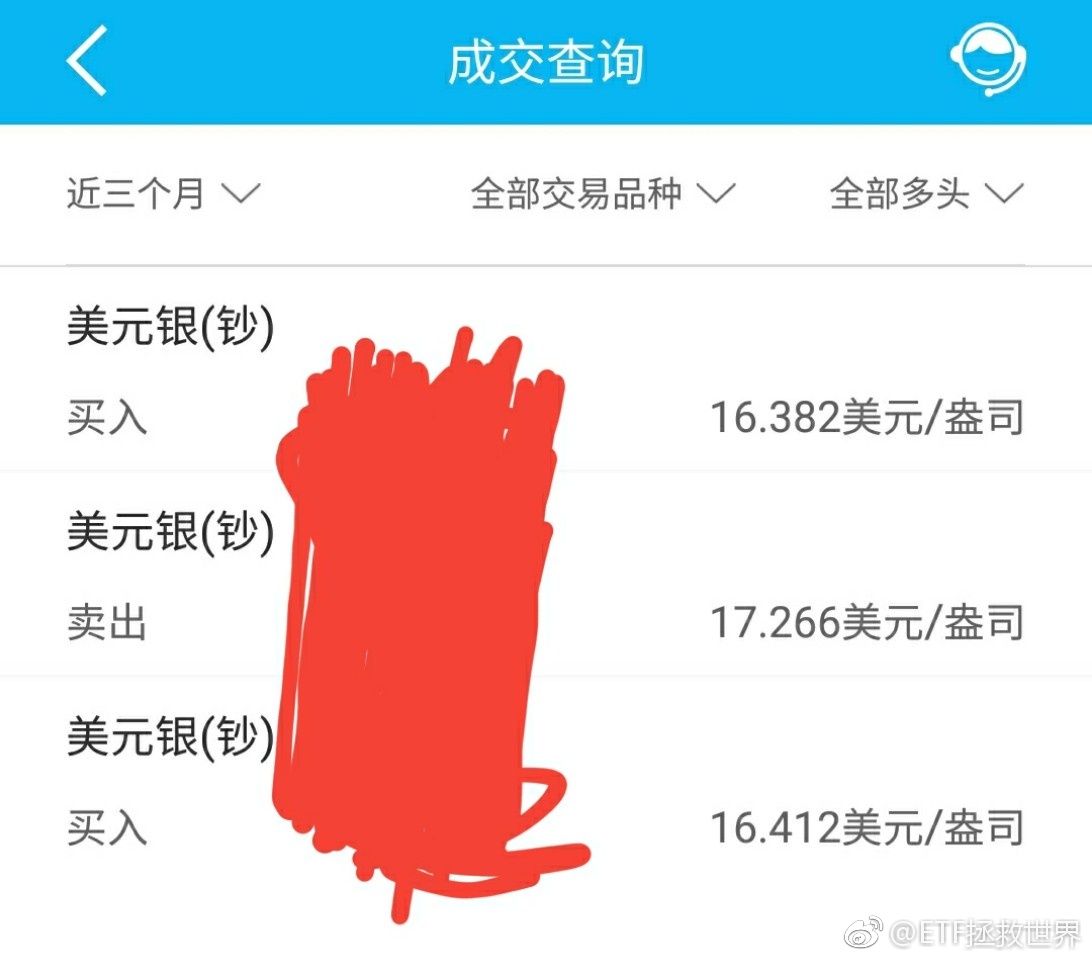 成交查询
近三个月 全部交易品种 全部多头
美元银(钞)
买入 16.382美元/盎司
美元银(钞)
卖出 17.266美元/盎司
美元银(钞)
买入 16.412美元/盎司
@ETF拯救世界